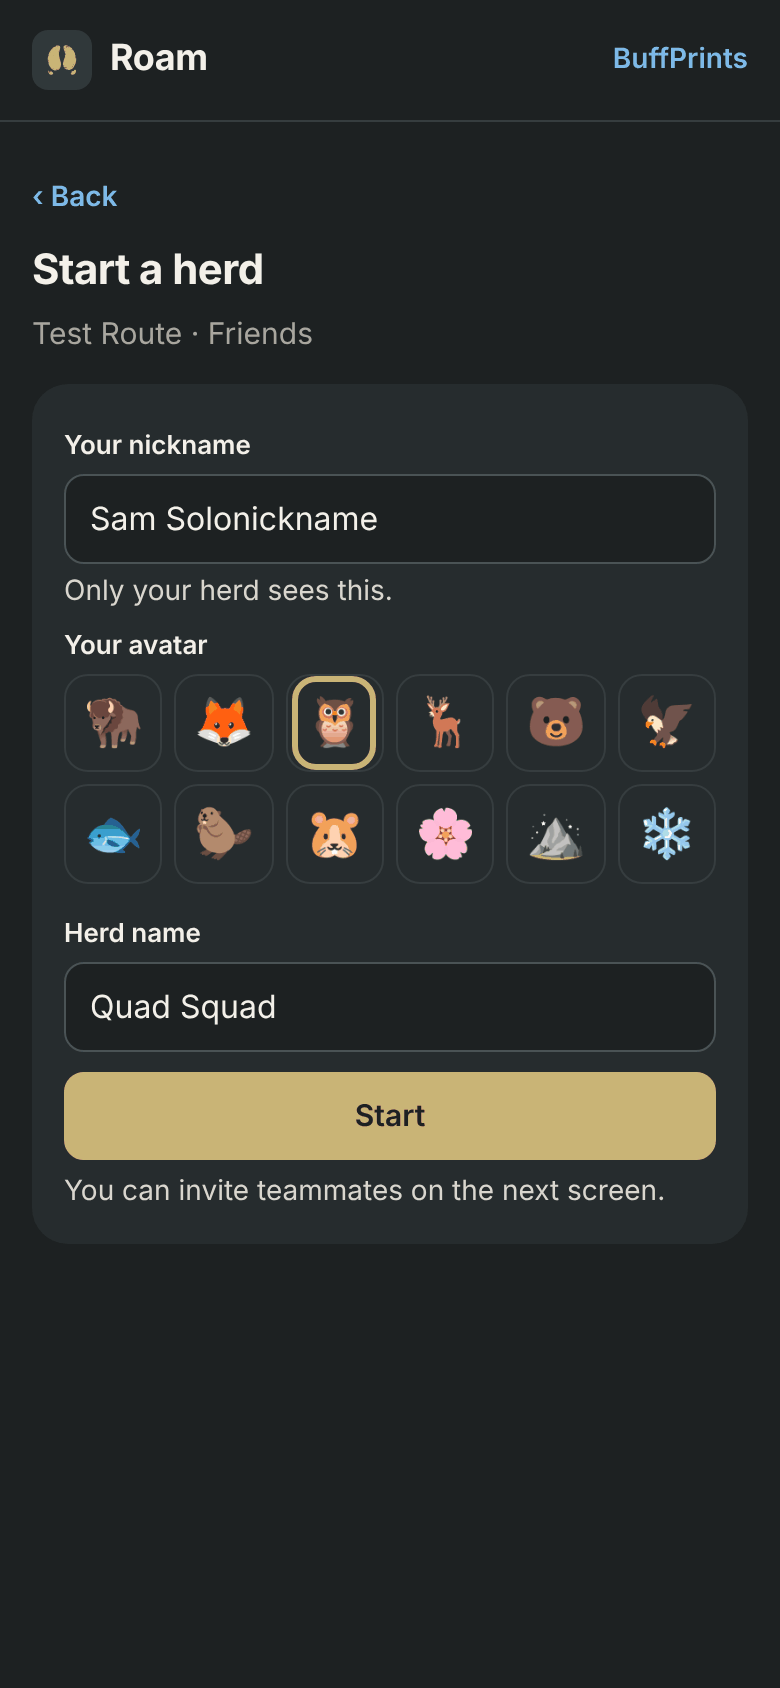 Roam
BuffPrints
‹ Back
Start a herd
Test Route · Friends
Your nickname
Sam Solonickname
Only your herd sees this.
Your avatar
Herd name
Quad Squad
Start
You can invite teammates on the next screen.